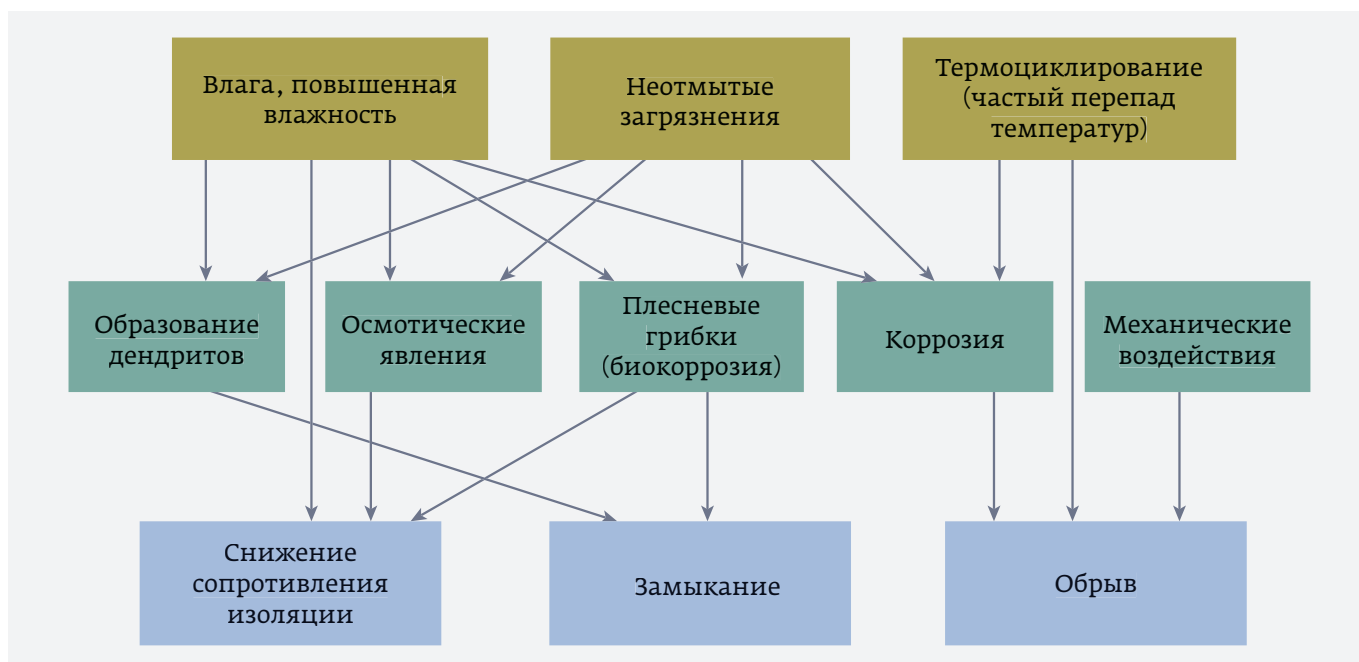 Влага, повышенная
влажность
Неотмытые
загрязнения
Термоциклирование
(частый перепад
температур)
Образование
дендритов
Осмотические
явления
Плесневые
грибки
(биокоррозия)
Коррозия
Механические
воздействия
Снижение
сопротивления
изоляции
Замыкание
Обрыв